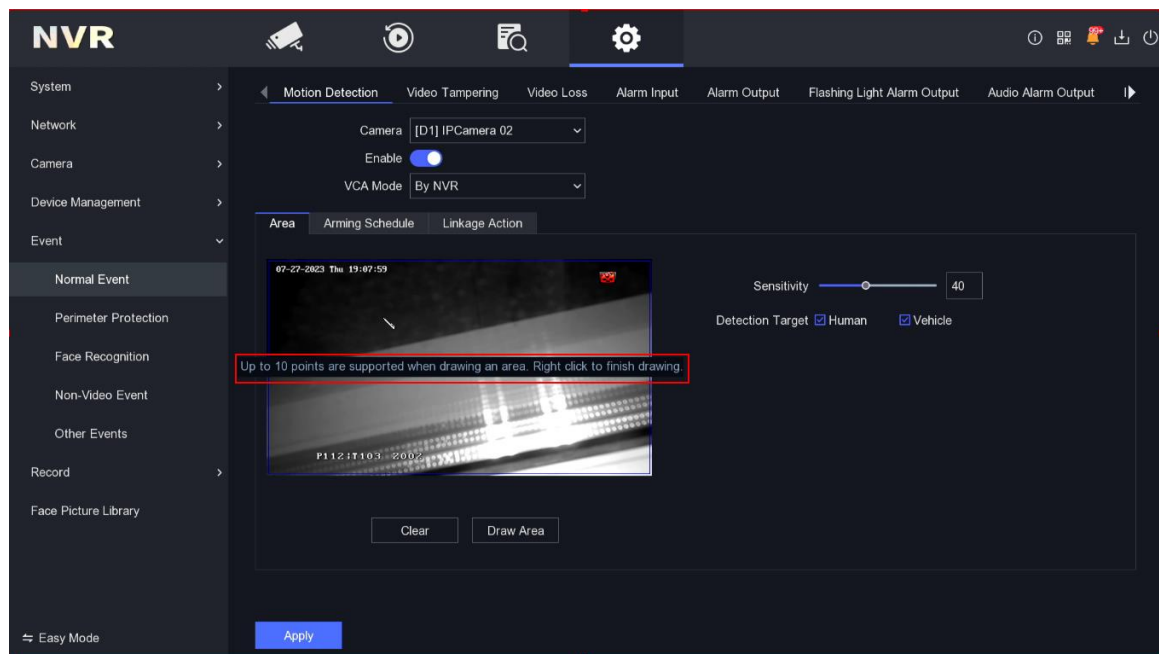 NVR
99+
System
Network
Camera
Device Management
Event
Normal Event
Perimeter Protection
Face Recognition
Non-Video Event
Other Events
Record
Face Picture Library
Easy Mode
Motion Detection Video Tampering Video Loss Alarm Input Alarm Output Flashing Light Alarm Output Audio Alarm Output
Camera [D1] IPCamera 02
Enable
VCA Mode By NVR
Area Arming Schedule Linkage Action
07-27-2023 Thu 19:07:59
Up to 10 points are supported when drawing an area. Right click to finish drawing.
P112:T103 200Z
Sensitivity 40
Detection Target Human Vehicle
Clear Draw Area
Apply